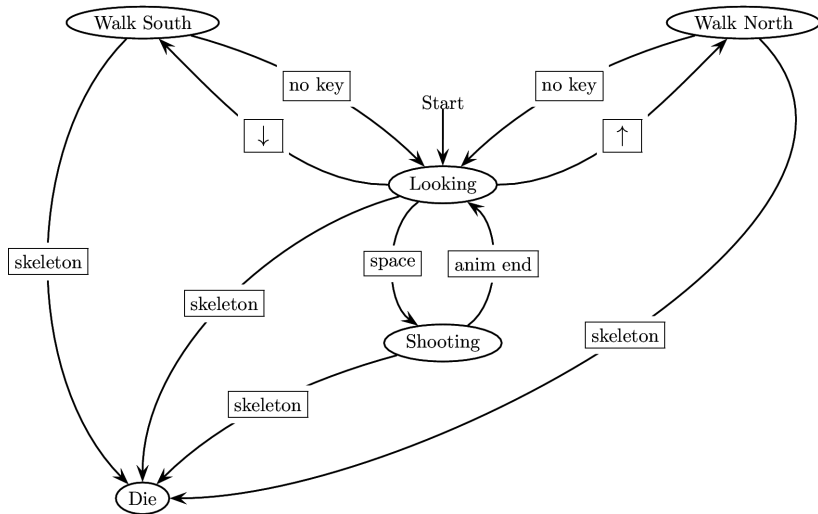 Walk South
Walk North
no key
no key
Start
↓
↑
Looking
skeleton
space
anim end
skeleton
skeleton
Shooting
skeleton
Die